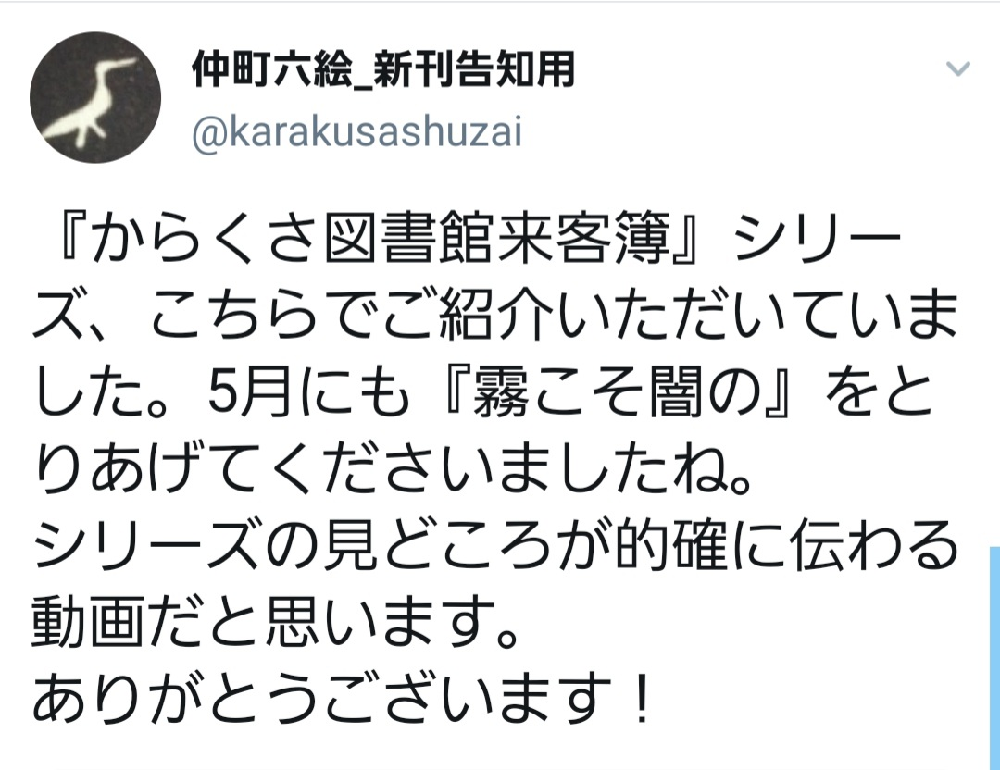 仲町六絵_新刊告知用
@karakusashuzai
『からくさ図書館来客簿』シリー
ズ、こちらでご紹介いただいていま
した。5月にも『霧こそ闇の』をと
りあげてくださいましたね。
シリーズの見どころが的確に伝わる
動画だと思います。
ありがとうございます！